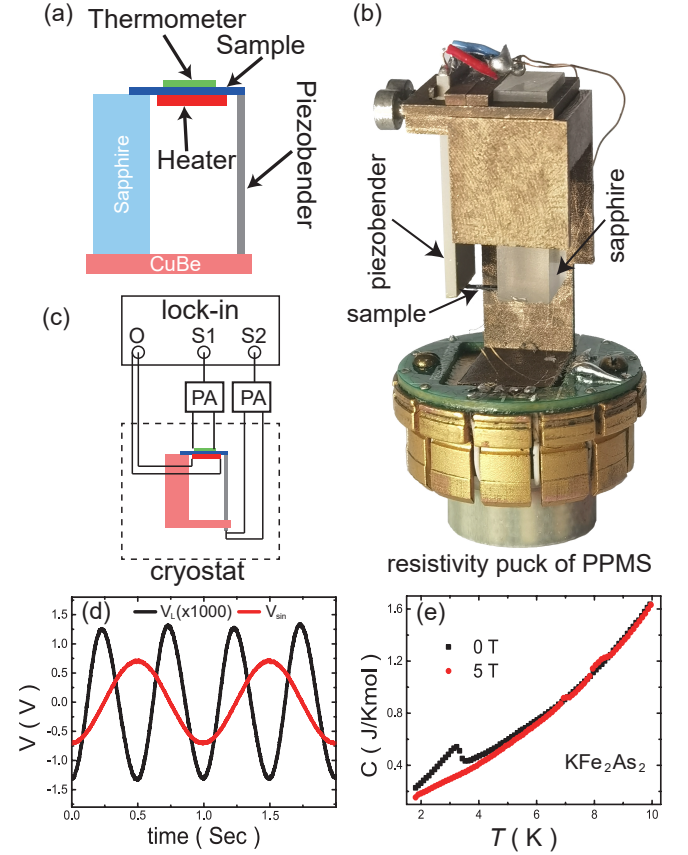 (a)
Thermometer
Sample
Sapphire
Heater
Piezobender
CuBe
(b)
piezobender
sapphire
sample
resistivity puck of PPMS
(c)
lock-in
O S1 S2
PA PA
cryostat
(d)
V_L(x1000) V_sin
1.5
1.0
0.5
0.0
-0.5
-1.0
-1.5
V ( V )
0.0 0.5 1.0 1.5
time ( Sec )
(e)
0 T
5 T
1.6
1.2
0.8
0.4
C ( J/Kmol )
KFe₂As₂
2 4 6 8 10
T ( K )